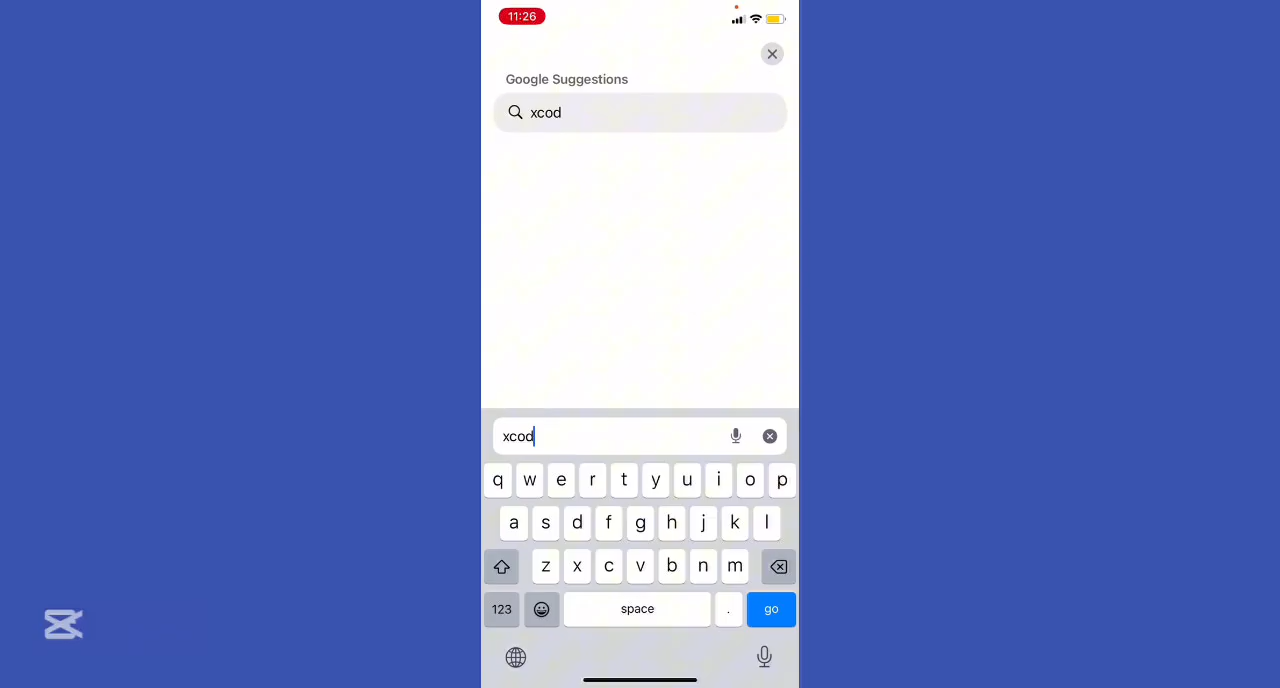 11:26
Google Suggestions
xcod
xcod
q w e r t y u i o p
a s d f g h j k l
z x c v b n m
123 space . go